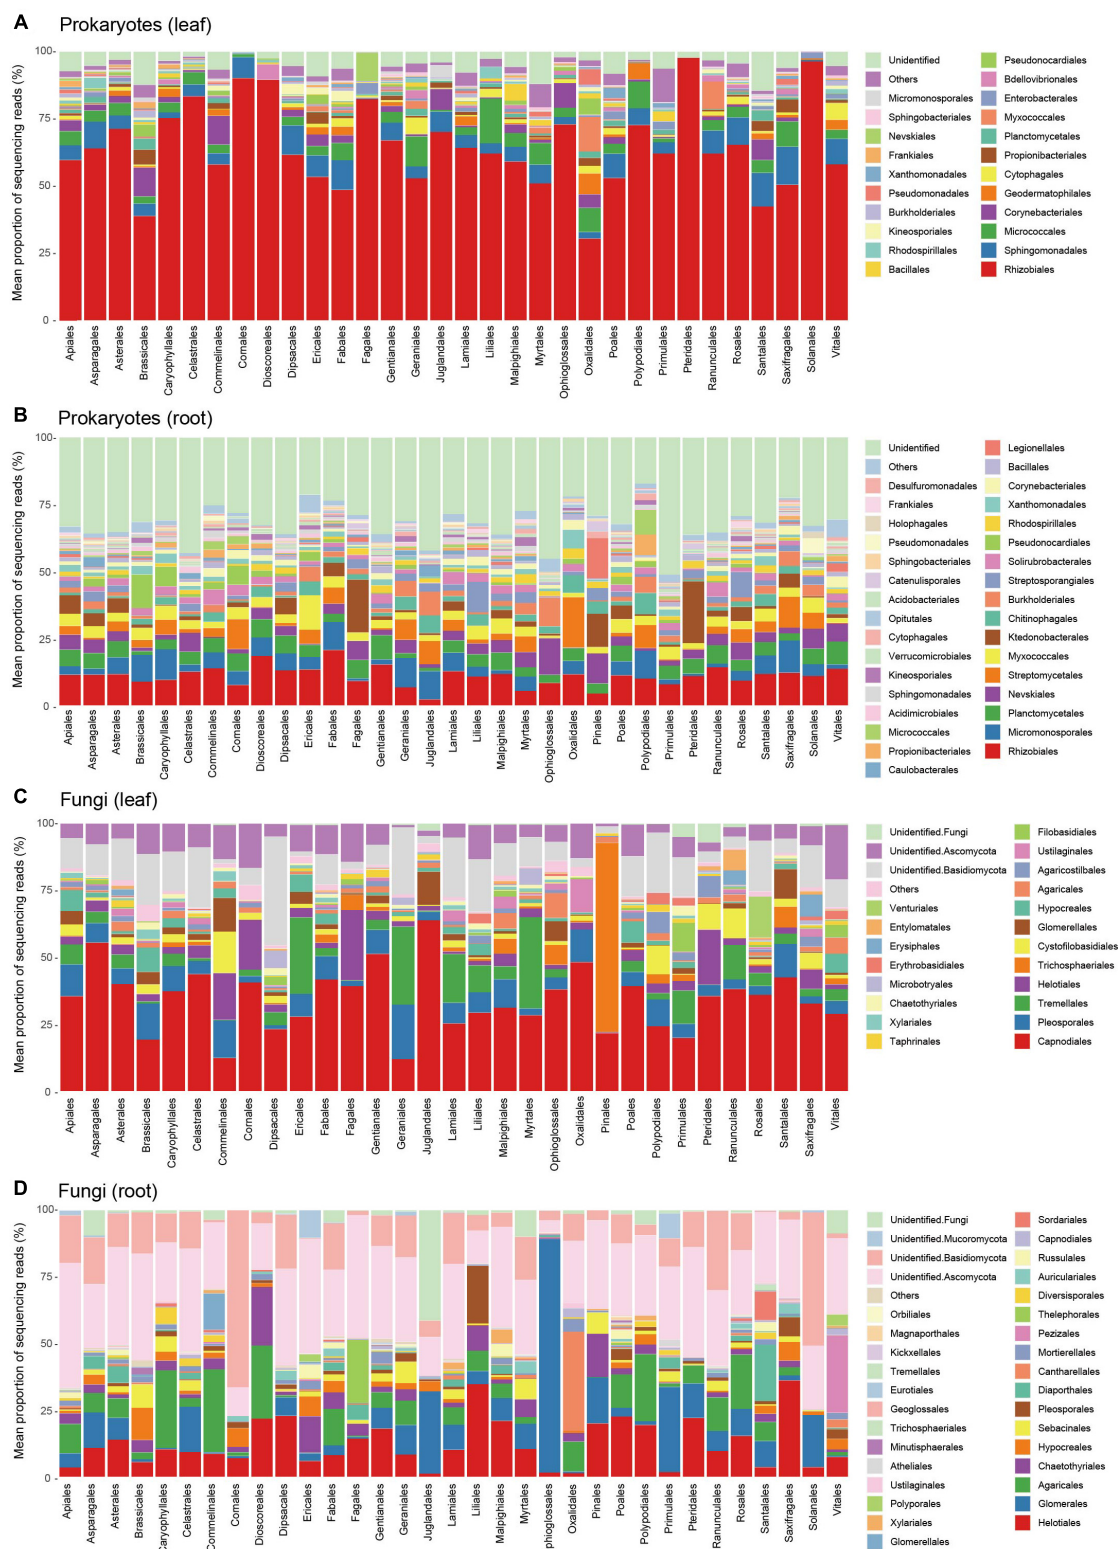 A Prokaryotes (leaf)
Mean proportion of sequencing reads (%)
100-
75-
50-
25-
0-
Apiales
Asparagales
Asterales
Brassicales
Caryophyllales
Celastrales
Commelinales
Cornales
Dioscoreales
Dipsacales
Ericales
Fabales
Fagales
Gentianales
Geraniales
Juglandales
Lamiales
Liliales
Malpighiales
Myrtales
Ophioglossales
Oxalidales
Poales
Polypodiales
Primulales
Pteridales
Ranunculales
Rosales
Santalales
Saxifragales
Solanales
Vitales
Unidentified
Others
Micromonosporales
Sphingobacteriales
Nevskiales
Frankiales
Xanthomonadales
Pseudomonadales
Burkholderiales
Kineosporiales
Rhodospirillales
Bacillales
Pseudonocardiales
Bdellovibrionales
Enterobacterales
Myxococcales
Planctomycetales
Propionibacteriales
Cytophagales
Geodermatophilales
Corynebacteriales
Micrococcales
Sphingomonadales
Rhizobiales
B Prokaryotes (root)
Mean proportion of sequencing reads (%)
100-
75-
50-
25-
0-
Apiales
Asparagales
Asterales
Brassicales
Caryophyllales
Celastrales
Commelinales
Cornales
Dioscoreales
Dipsacales
Ericales
Fabales
Fagales
Gentianales
Geraniales
Juglandales
Lamiales
Liliales
Malpighiales
Myrtales
Ophioglossales
Oxalidales
Pinales
Poales
Polypodiales
Primulales
Pteridales
Ranunculales
Rosales
Santalales
Saxifragales
Solanales
Vitales
Unidentified
Others
Desulfuromonadales
Frankiales
Holophagales
Pseudomonadales
Sphingobacteriales
Catenulisporales
Acidobacteriales
Opitutales
Cytophagales
Verrucomicrobiales
Kineosporiales
Sphingomonadales
Acidimicrobiales
Micrococcales
Propionibacteriales
Caulobacterales
Legionellales
Bacillales
Corynebacteriales
Xanthomonadales
Rhodospirillales
Pseudonocardiales
Solirubrobacterales
Streptosporangiales
Burkholderiales
Chitinophagales
Ktedonobacterales
Myxococcales
Streptomycetales
Nevskiales
Planctomycetales
Micromonosporales
Rhizobiales
C Fungi (leaf)
Mean proportion of sequencing reads (%)
100-
75-
50-
25-
0-
Apiales
Asparagales
Asterales
Brassicales
Caryophyllales
Celastrales
Commelinales
Cornales
Dipsacales
Ericales
Fabales
Fagales
Gentianales
Geraniales
Juglandales
Lamiales
Liliales
Malpighiales
Myrtales
Ophioglossales
Oxalidales
Pinales
Poales
Polypodiales
Primulales
Pteridales
Ranunculales
Rosales
Santalales
Saxifragales
Vitales
Unidentified.Fungi
Unidentified.Ascomycota
Unidentified.Basidiomycota
Others
Venturiales
Entylomatales
Erysiphales
Erythrobasidiales
Microbotryales
Chaetothyriales
Xylariales
Taphrinales
Filobasidiales
Ustilaginales
Agaricostilbales
Agaricales
Hypocreales
Glomerellales
Cystofilobasidiales
Trichosphaeriales
Helotiales
Tremellales
Pleosporales
Capnodiales
D Fungi (root)
Mean proportion of sequencing reads (%)
100-
75-
50-
25-
0-
Apiales
Asparagales
Asterales
Brassicales
Caryophyllales
Celastrales
Commelinales
Cornales
Dioscoreales
Dipsacales
Ericales
Fabales
Fagales
Gentianales
Geraniales
Juglandales
Lamiales
Liliales
Malpighiales
Myrtales
phioglossales
Oxalidales
Pinales
Poales
Polypodiales
Primulales
Pteridales
Ranunculales
Rosales
Santalales
Saxifragales
Solanales
Vitales
Unidentified.Fungi
Unidentified.Mucoromycota
Unidentified.Basidiomycota
Unidentified.Ascomycota
Others
Orbiliales
Magnaporthales
Kickxellales
Tremellales
Eurotiales
Geoglossales
Trichosphaeriales
Minutisphaerales
Atheliales
Ustilaginales
Polyporales
Xylariales
Glomerellales
Sordariales
Capnodiales
Russulales
Auriculariales
Diversisporales
Thelephorales
Pezizales
Mortierellales
Cantharellales
Diaporthales
Pleosporales
Sebacinales
Hypocreales
Chaetothyriales
Agaricales
Glomerales
Helotiales